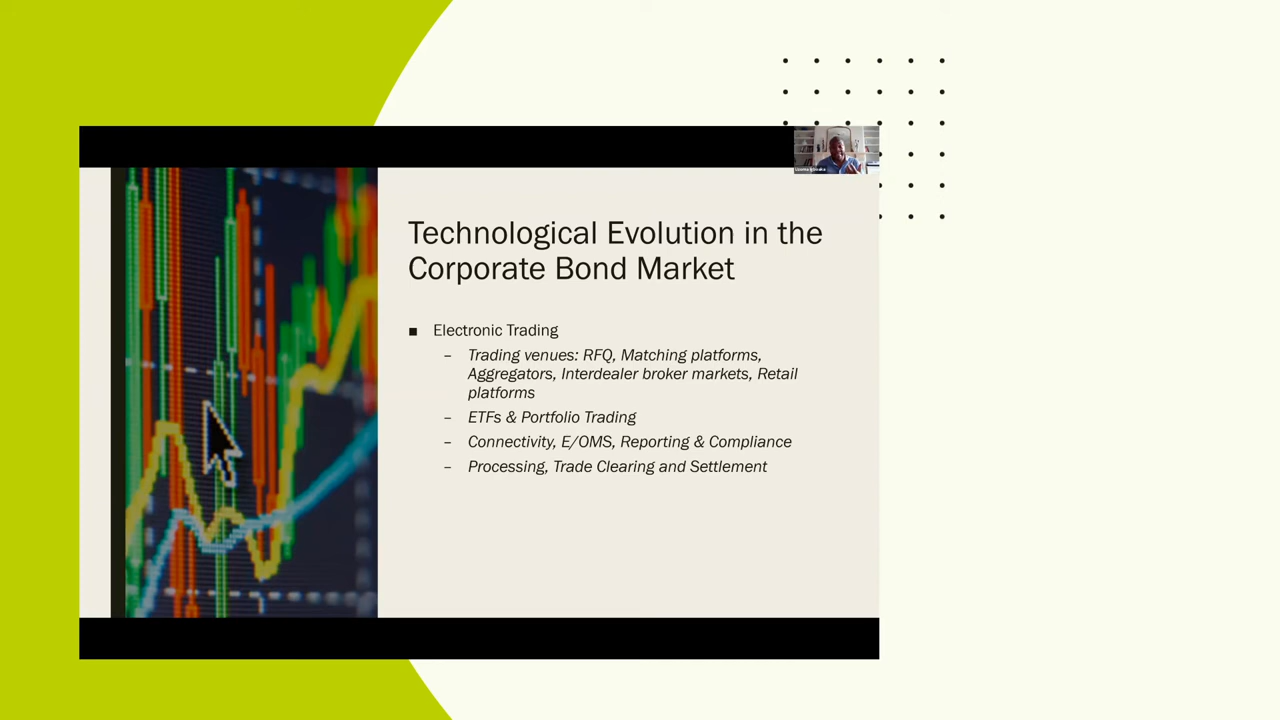 Technological Evolution in the
Corporate Bond Market
■ Electronic Trading
– Trading venues: RFQ, Matching platforms,
Aggregators, Interdealer broker markets, Retail
platforms
– ETFs & Portfolio Trading
– Connectivity, E/OMS, Reporting & Compliance
– Processing, Trade Clearing and Settlement